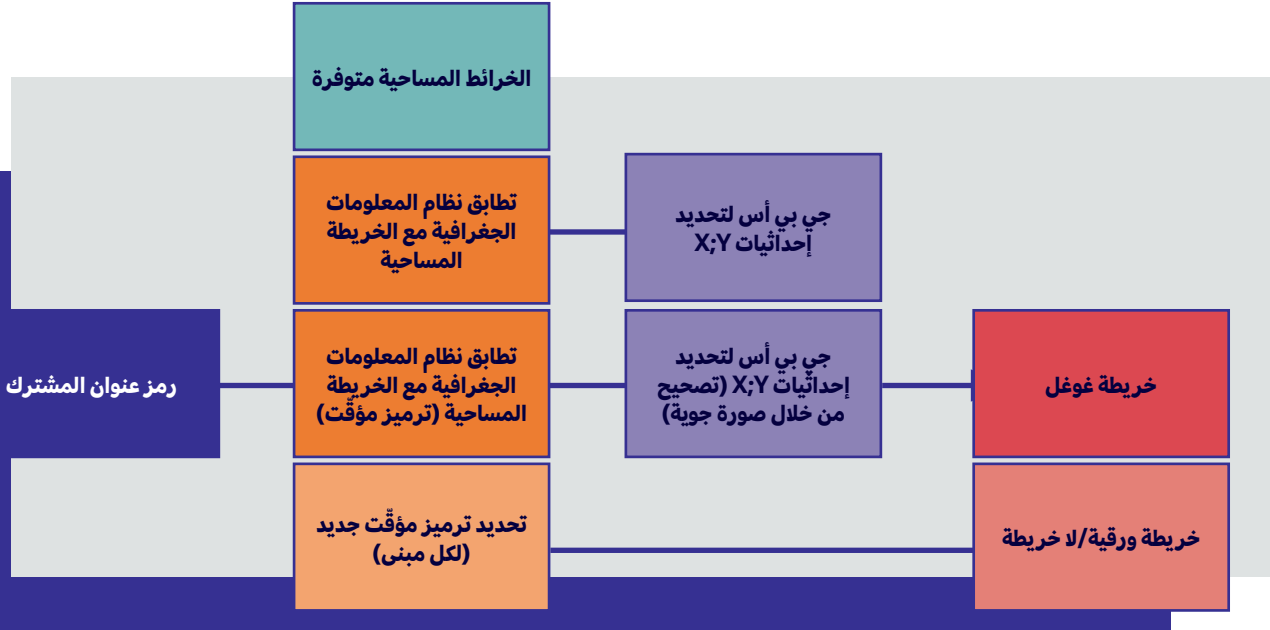 الخرائط المساحية متوفرة
تطابق نظام المعلومات
الجغرافية مع الخريطة
المساحية
جي بي أس لتحديد
إحداثيات X;Y
رمز عنوان المشترك
تطابق نظام المعلومات
الجغرافية مع الخريطة
المساحية (ترميز مؤقّت)
جي بي أس لتحديد
إحداثيات X;Y (تصحيح
من خلال صورة جوية)
خريطة غوغل
تحديد ترميز مؤقّت جديد
(لكل مبنى)
خريطة ورقية/لا خريطة